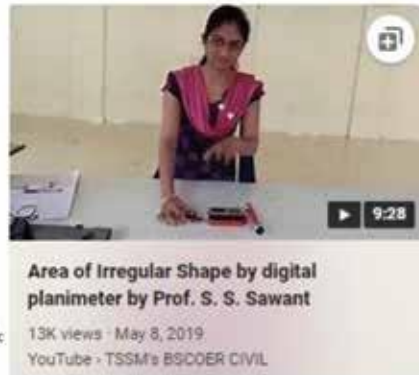 9:28
Area of Irregular Shape by digital
planimeter by Prof. S. S. Sawant
13K views · May 8, 2019
YouTube › TSSM's BSCOER CIVIL